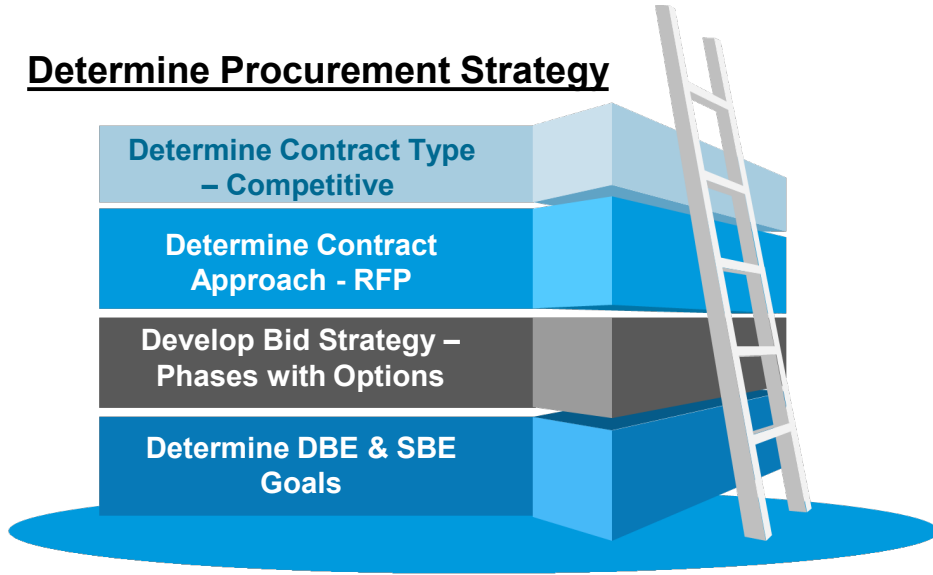 Determine Procurement Strategy
Determine Contract Type
– Competitive
Determine Contract
Approach - RFP
Develop Bid Strategy –
Phases with Options
Determine DBE & SBE
Goals